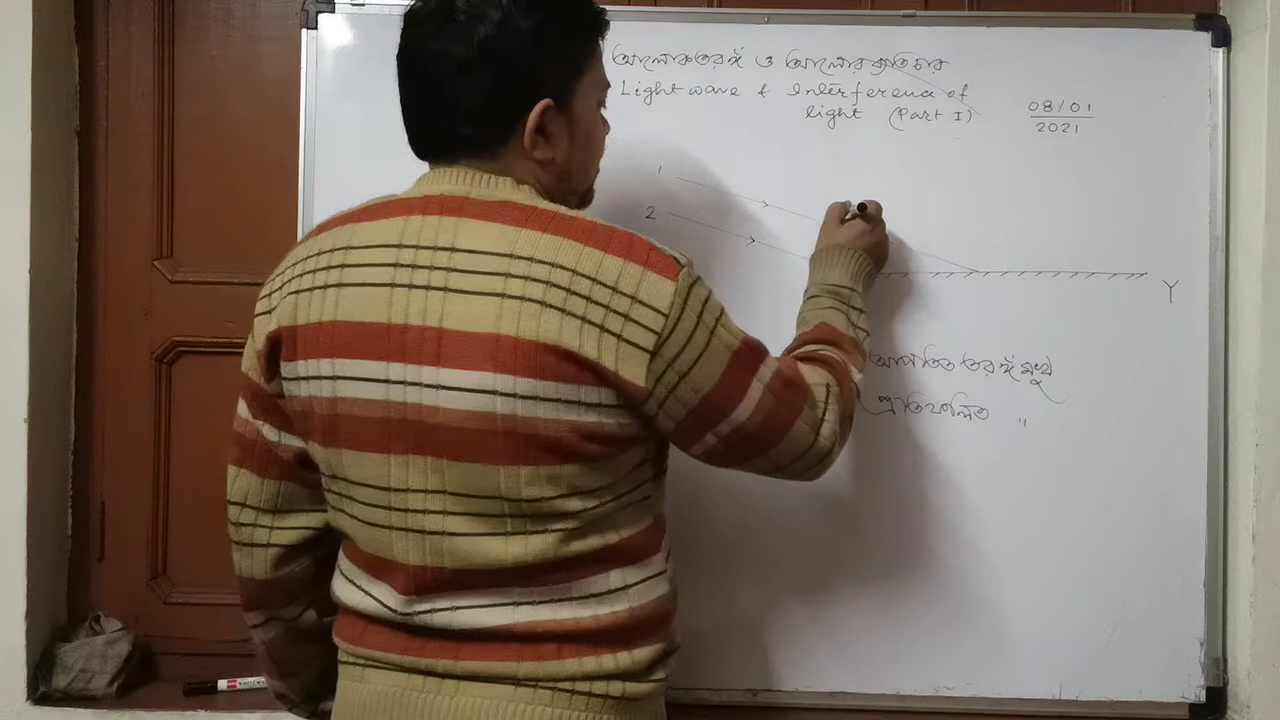 আলোকতরঙ্গ ও আলোর ব্যতিচার
Light wave & Interference of
light (Part I)
08/01
2021
1
2
Y
আপতিত তরঙ্গমুখ
প্রতিফলিত "